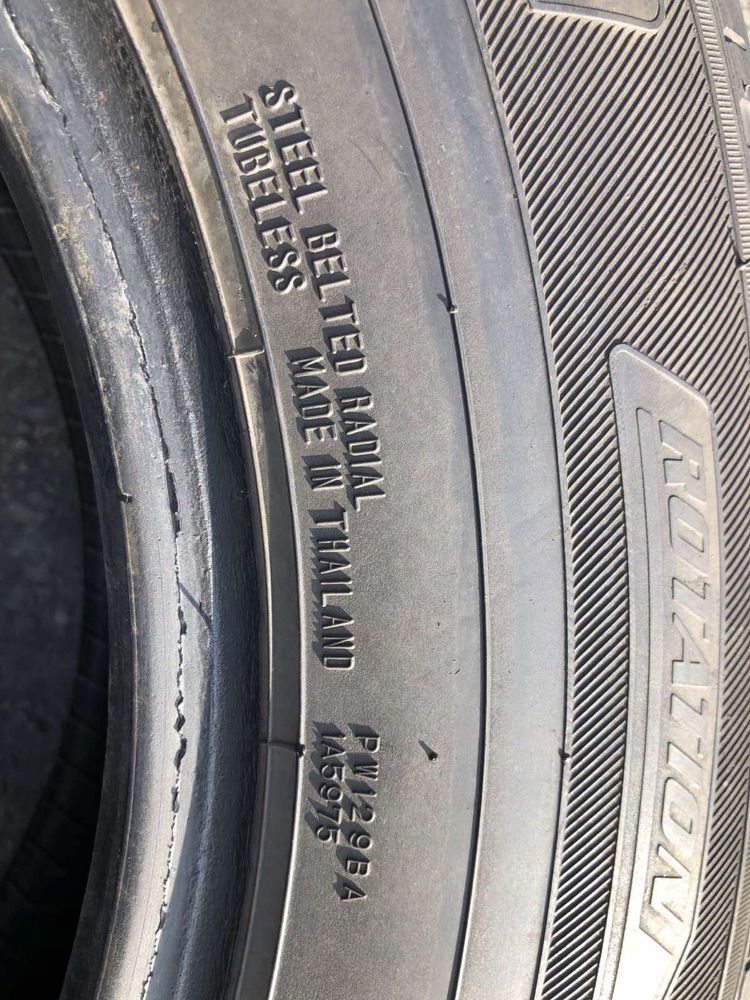 STEEL BELTED RADIAL
TUBELESS
MADE IN THAILAND
PW129BA
1A5975
ROTATION